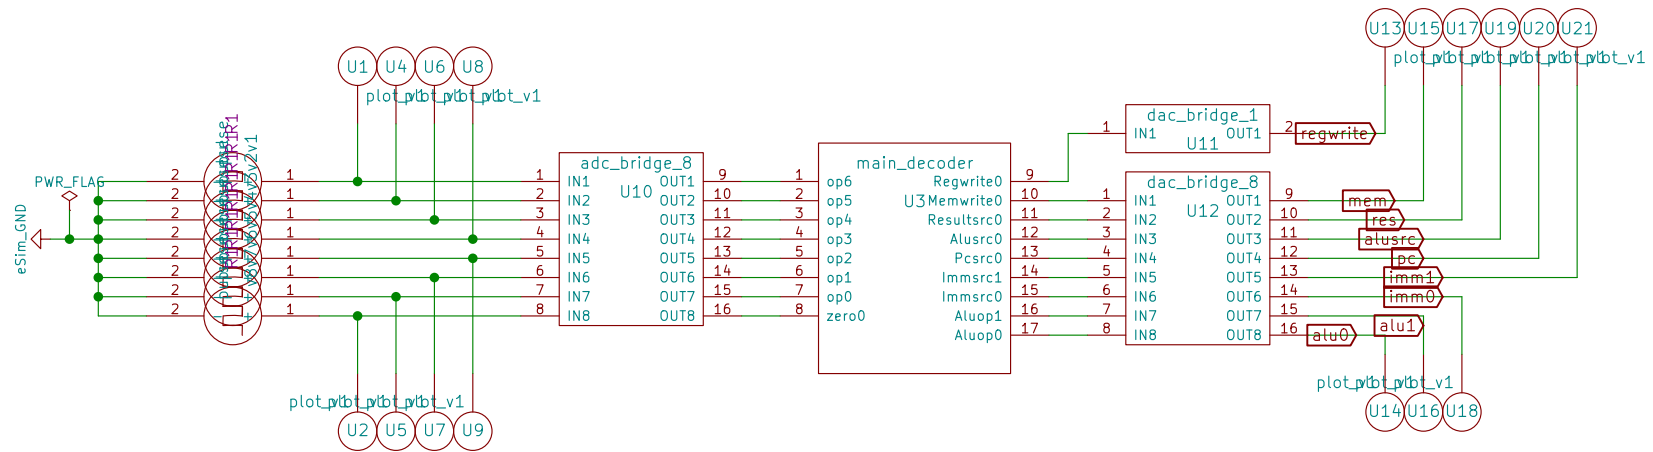 U13 U15 U17 U19 U20 U21
plot_v1
U1 U4 U6 U8
plot_v1
adc_bridge_8
U10
1 IN1 OUT1 9
2 IN2 OUT2 10
3 IN3 OUT3 11
4 IN4 OUT4 12
5 IN5 OUT5 13
6 IN6 OUT6 14
7 IN7 OUT7 15
8 IN8 OUT8 16
main_decoder
U3
1 op6 Regwrite0 9
2 op5 Memwrite0 10
3 op4 Resultsrc0 11
4 op3 Alusrc0 12
5 op2 Pcsrc0 13
6 op1 Immsrc1 14
7 op0 Immsrc0 15
8 zero0 Aluop1 16
Aluop0 17
dac_bridge_1
1 IN1 OUT1 2
U11
regwrite
dac_bridge_8
U12
1 IN1 OUT1 9 mem
2 IN2 OUT2 10 res
3 IN3 OUT3 11 alusrc
4 IN4 OUT4 12 pc
5 IN5 OUT5 13 imm1
6 IN6 OUT6 14 imm0
7 IN7 OUT7 15 alu1
8 IN8 OUT8 16 alu0
PWR_FLAG
eSim_GND
2 1
2 1
2 1
2 1
2 1
2 1
2 1
2 1
plot_v1
U2 U5 U7 U9
plot_v1
U14 U16 U18